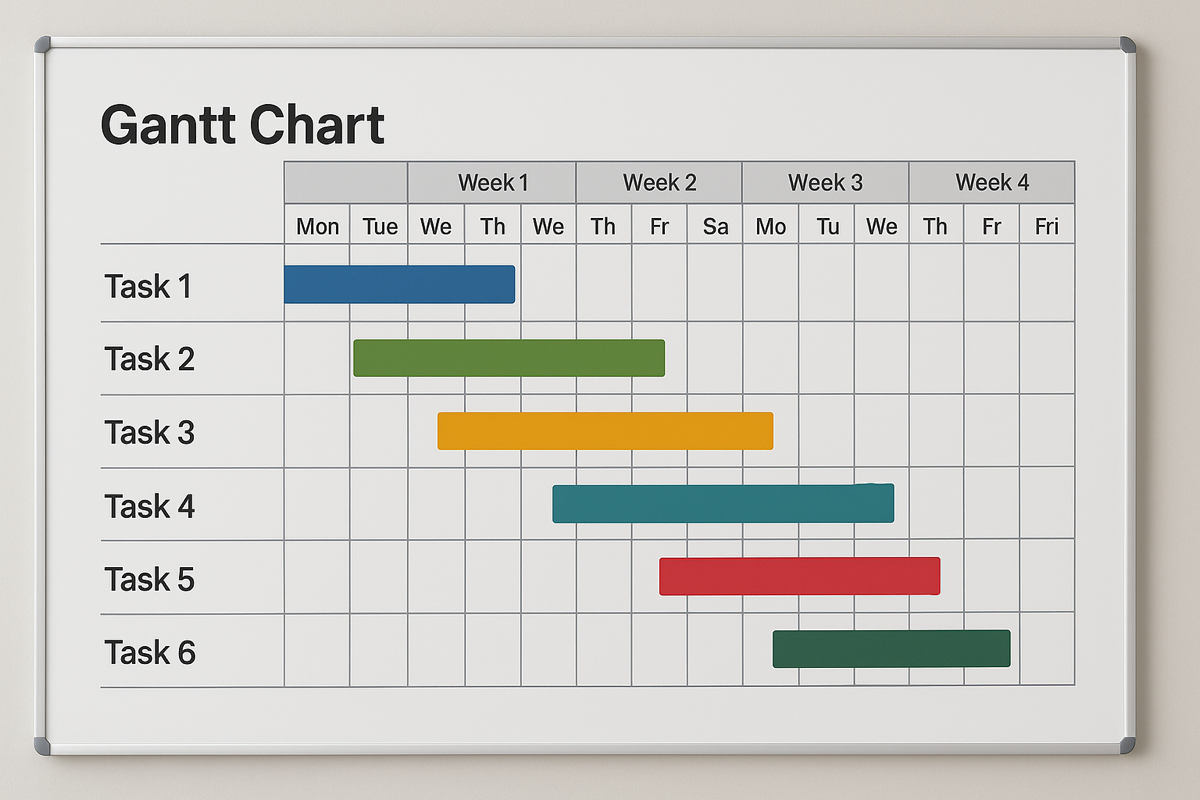 Gantt Chart
Week 1 Week 2 Week 3 Week 4
Mon Tue We Th We Th Fr Sa Mo Tu We Th Fr Fri
Task 1
Task 2
Task 3
Task 4
Task 5
Task 6